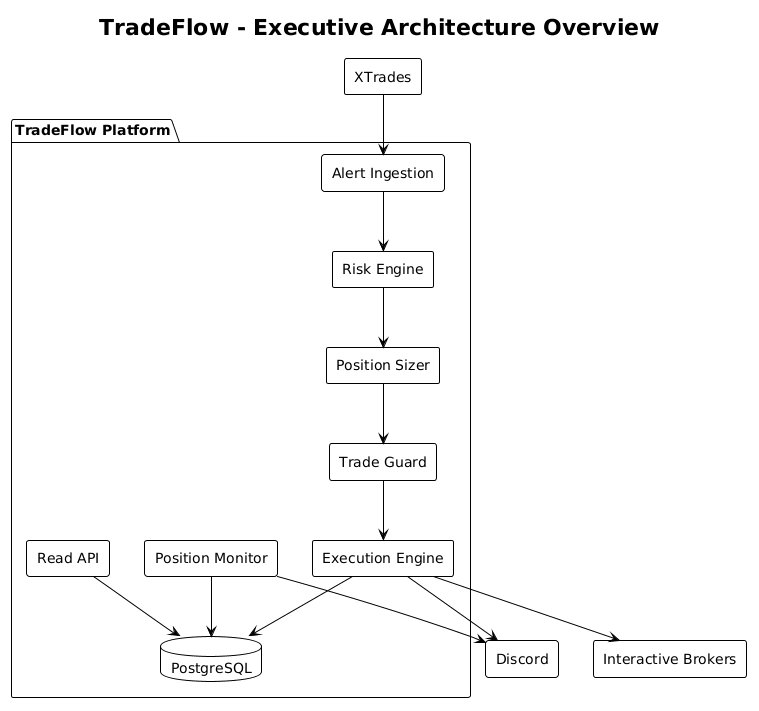 TradeFlow - Executive Architecture Overview
XTrades
TradeFlow Platform
Alert Ingestion
Risk Engine
Position Sizer
Trade Guard
Read API
Position Monitor
Execution Engine
PostgreSQL
Discord
Interactive Brokers